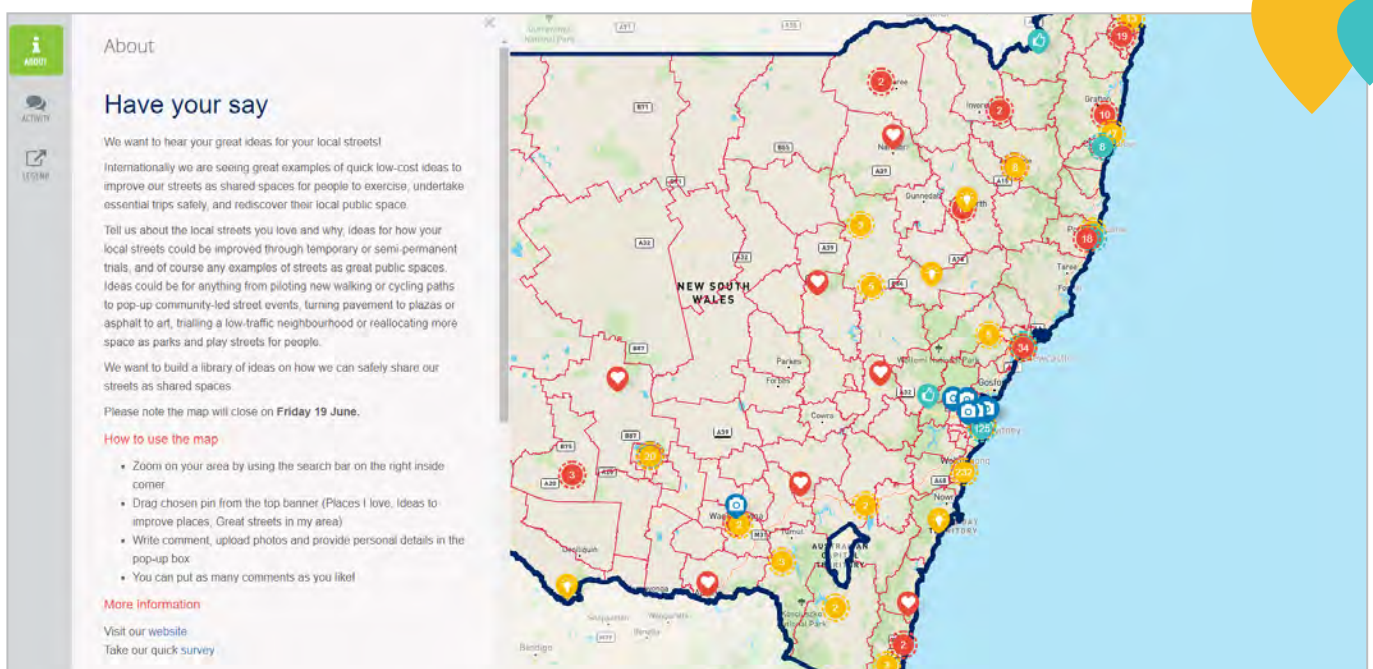 ABOUT
ACTIVITY
LEGEND
About
Have your say
We want to hear your great ideas for your local streets!
Internationally we are seeing great examples of quick low-cost ideas to
improve our streets as shared spaces for people to exercise, undertake
essential trips safely, and rediscover their local public space.
Tell us about the local streets you love and why, ideas for how your
local streets could be improved through temporary or semi-permanent
trials, and of course any examples of streets as great public spaces.
Ideas could be for anything from piloting new walking or cycling paths
to pop-up community-led street events, turning pavement to plazas or
asphalt to art, trialling a low-traffic neighbourhood or reallocating more
space as parks and play streets for people.
We want to build a library of ideas on how we can safely share our
streets as shared spaces.
Please note the map will close on Friday 19 June.
How to use the map
• Zoom on your area by using the search bar on the right inside
corner
• Drag chosen pin from the top banner (Places I love, Ideas to
improve places, Great streets in my area)
• Write comment, upload photos and provide personal details in the
pop-up box
• You can put as many comments as you like!
More information
Visit our website
Take our quick survey
19
2
2
Grafton
10
B71
8
B65
A39
8
A15
Gunnedah
3
16
A32
A39
A32
Taree
NEW SOUTH
WALES
5
34
B87
Parkes
Forbes
Gosford
A32
Cowra
125
B87
A39
B75
20
3
A20
232
A48
Nowra
2
2
M31
Tumut
Deniliquin
3
2
National Park
Bendigo
Benalla
2